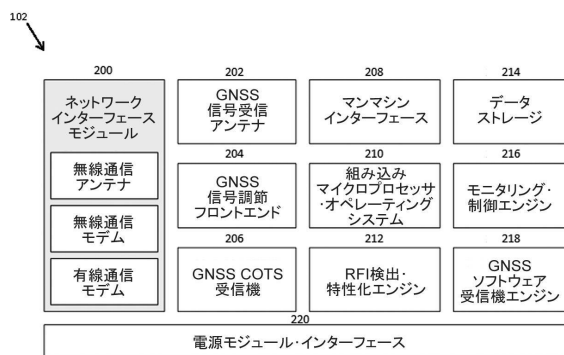 102
200
ネットワーク
インターフェース
モジュール
無線通信
アンテナ
無線通信
モデム
有線通信
モデム
202
GNSS
信号受信
アンテナ
204
GNSS
信号調節
フロントエンド
206
GNSS COTS
受信機
208
マンマシン
インターフェース
210
組み込み
マイクロプロセッサ
・オペレーティング
システム
212
RFI検出・
特性化エンジン
214
データ
ストレージ
216
モニタリング・
制御エンジン
218
GNSS
ソフトウェア
受信機エンジン
220
電源モジュール・インターフェース